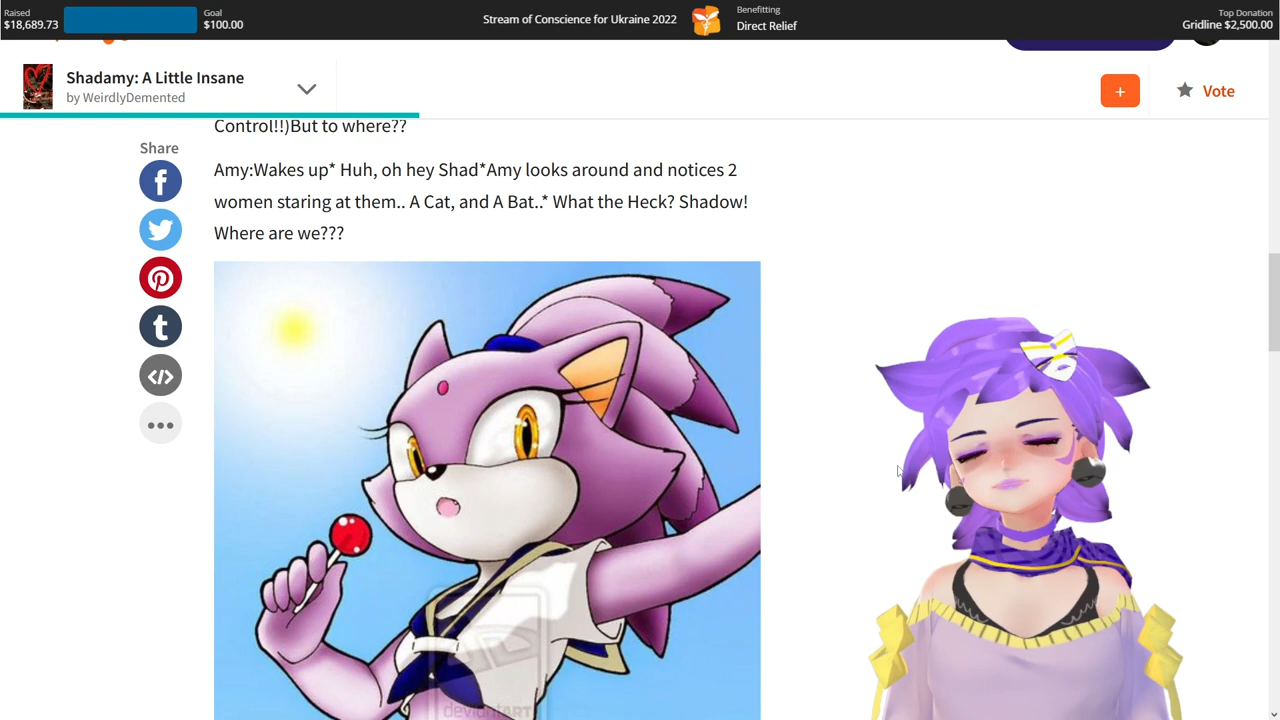 Raised
$18,689.73
Goal
$100.00
Stream of Conscience for Ukraine 2022
Benefitting
Direct Relief
Top Donation
Gridline $2,500.00
Shadamy: A Little Insane
by WeirdlyDemented
+
Vote
Share
Control!!)But to where??
Amy:Wakes up* Huh, oh hey Shad*Amy looks around and notices 2
women staring at them.. A Cat, and A Bat..* What the Heck? Shadow!
Where are we???
deviantART